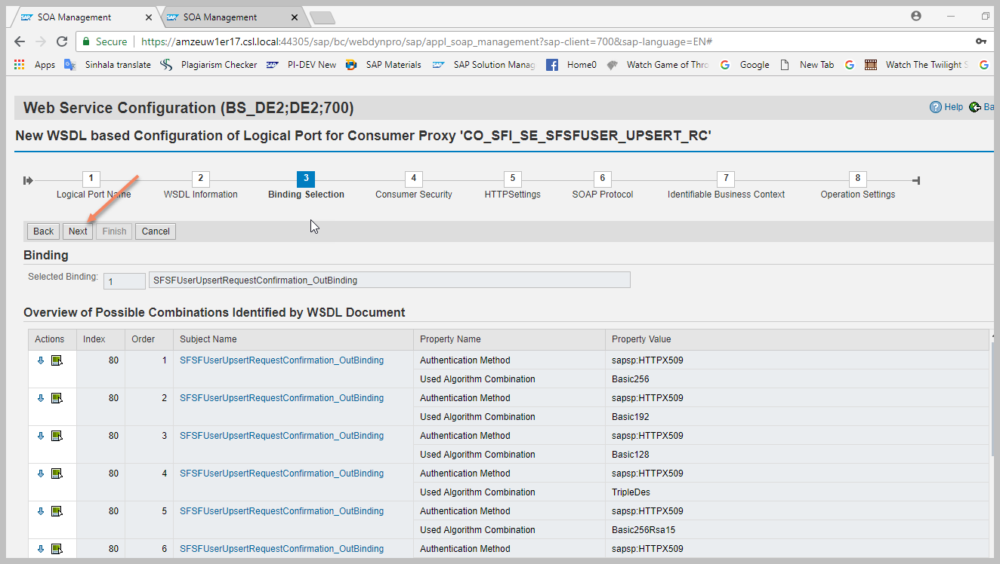 SAP SOA Management × SAP SOA Management ×
Secure https://amzeuw1er17.csl.local:44305/sap/bc/webdynpro/sap/appl_soap_management?sap-client=700&sap-language=EN#
Apps Sinhala translate Plagiarism Checker SAP PI-DEV New SAP Materials SAP SAP Solution Manag Home0 Watch Game of Thro Google New Tab Watch The Twilight S
Web Service Configuration (BS_DE2;DE2;700) Help Ba
New WSDL based Configuration of Logical Port for Consumer Proxy 'CO_SFI_SE_SFSFUSER_UPSERT_RC'
1 2 3 4 5 6 7 8
Logical Port Name WSDL Information Binding Selection Consumer Security HTTPSettings SOAP Protocol Identifiable Business Context Operation Settings
Back Next Finish Cancel
Binding
Selected Binding: 1 SFSFUserUpsertRequestConfirmation_OutBinding
Overview of Possible Combinations Identified by WSDL Document
Actions Index Order Subject Name Property Name Property Value
80 1 SFSFUserUpsertRequestConfirmation_OutBinding Authentication Method sapsp:HTTPX509
Used Algorithm Combination Basic256
80 2 SFSFUserUpsertRequestConfirmation_OutBinding Authentication Method sapsp:HTTPX509
Used Algorithm Combination Basic192
80 3 SFSFUserUpsertRequestConfirmation_OutBinding Authentication Method sapsp:HTTPX509
Used Algorithm Combination Basic128
80 4 SFSFUserUpsertRequestConfirmation_OutBinding Authentication Method sapsp:HTTPX509
Used Algorithm Combination TripleDes
80 5 SFSFUserUpsertRequestConfirmation_OutBinding Authentication Method sapsp:HTTPX509
Used Algorithm Combination Basic256Rsa15
80 6 SFSFUserUpsertRequestConfirmation_OutBinding Authentication Method sapsp:HTTPX509